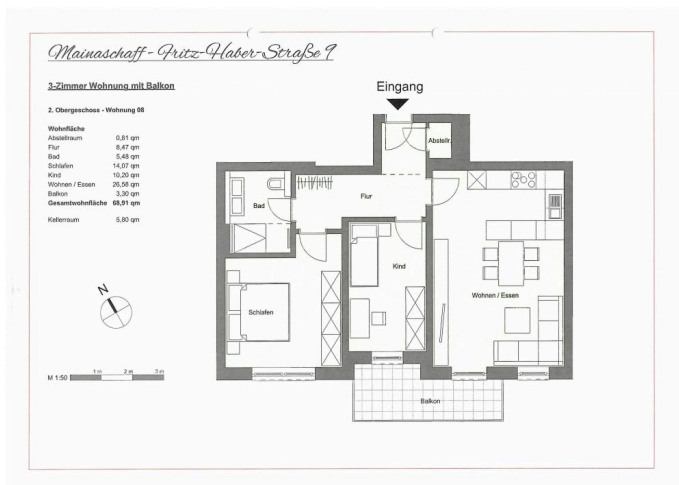 Mainaschaff - Fritz-Haber-Straße 9
3-Zimmer Wohnung mit Balkon
2. Obergeschoss - Wohnung 08
Wohnfläche
Abstellraum 0,81 qm
Flur 8,47 qm
Bad 5,48 qm
Schlafen 14,07 qm
Kind 10,20 qm
Wohnen / Essen 26,58 qm
Balkon 3,30 qm
Gesamtwohnfläche 68,91 qm
Kellerraum 5,80 qm
N
M 1:50
1 m 2 m 3 m
Eingang
Abstellr.
Bad
Flur
Kind
Schlafen
Wohnen / Essen
Balkon